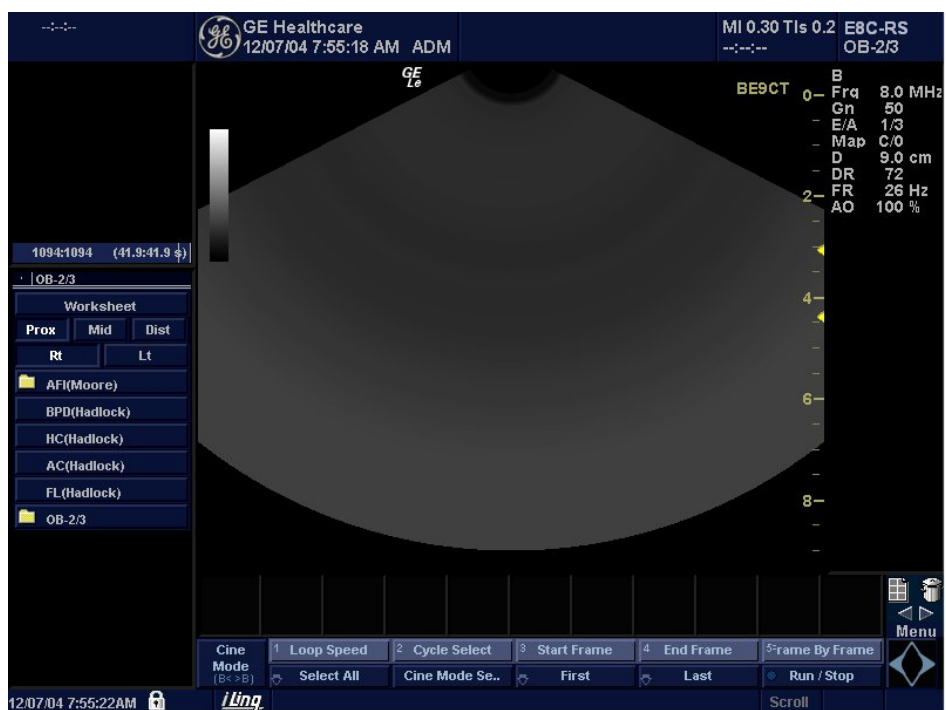 --:--:--
GE Healthcare
12/07/04 7:55:18 AM ADM
MI 0.30 TIs 0.2
--:--:--
E8C-RS
OB-2/3
GE
Le
BE9CT
B
Frq 8.0 MHz
Gn 50
E/A 1/3
Map C/0
D 9.0 cm
DR 72
FR 26 Hz
AO 100 %
0
2
4
6
8
1094:1094 (41.9:41.9 s)
OB-2/3
Worksheet
Prox Mid Dist
Rt Lt
AFI(Moore)
BPD(Hadlock)
HC(Hadlock)
AC(Hadlock)
FL(Hadlock)
OB-2/3
Menu
Cine Mode (B< >B)
1 Loop Speed 2 Cycle Select 3 Start Frame 4 End Frame 5 Frame By Frame
Select All Cine Mode Se.. First Last Run / Stop
12/07/04 7:55:22AM iLinq Scroll